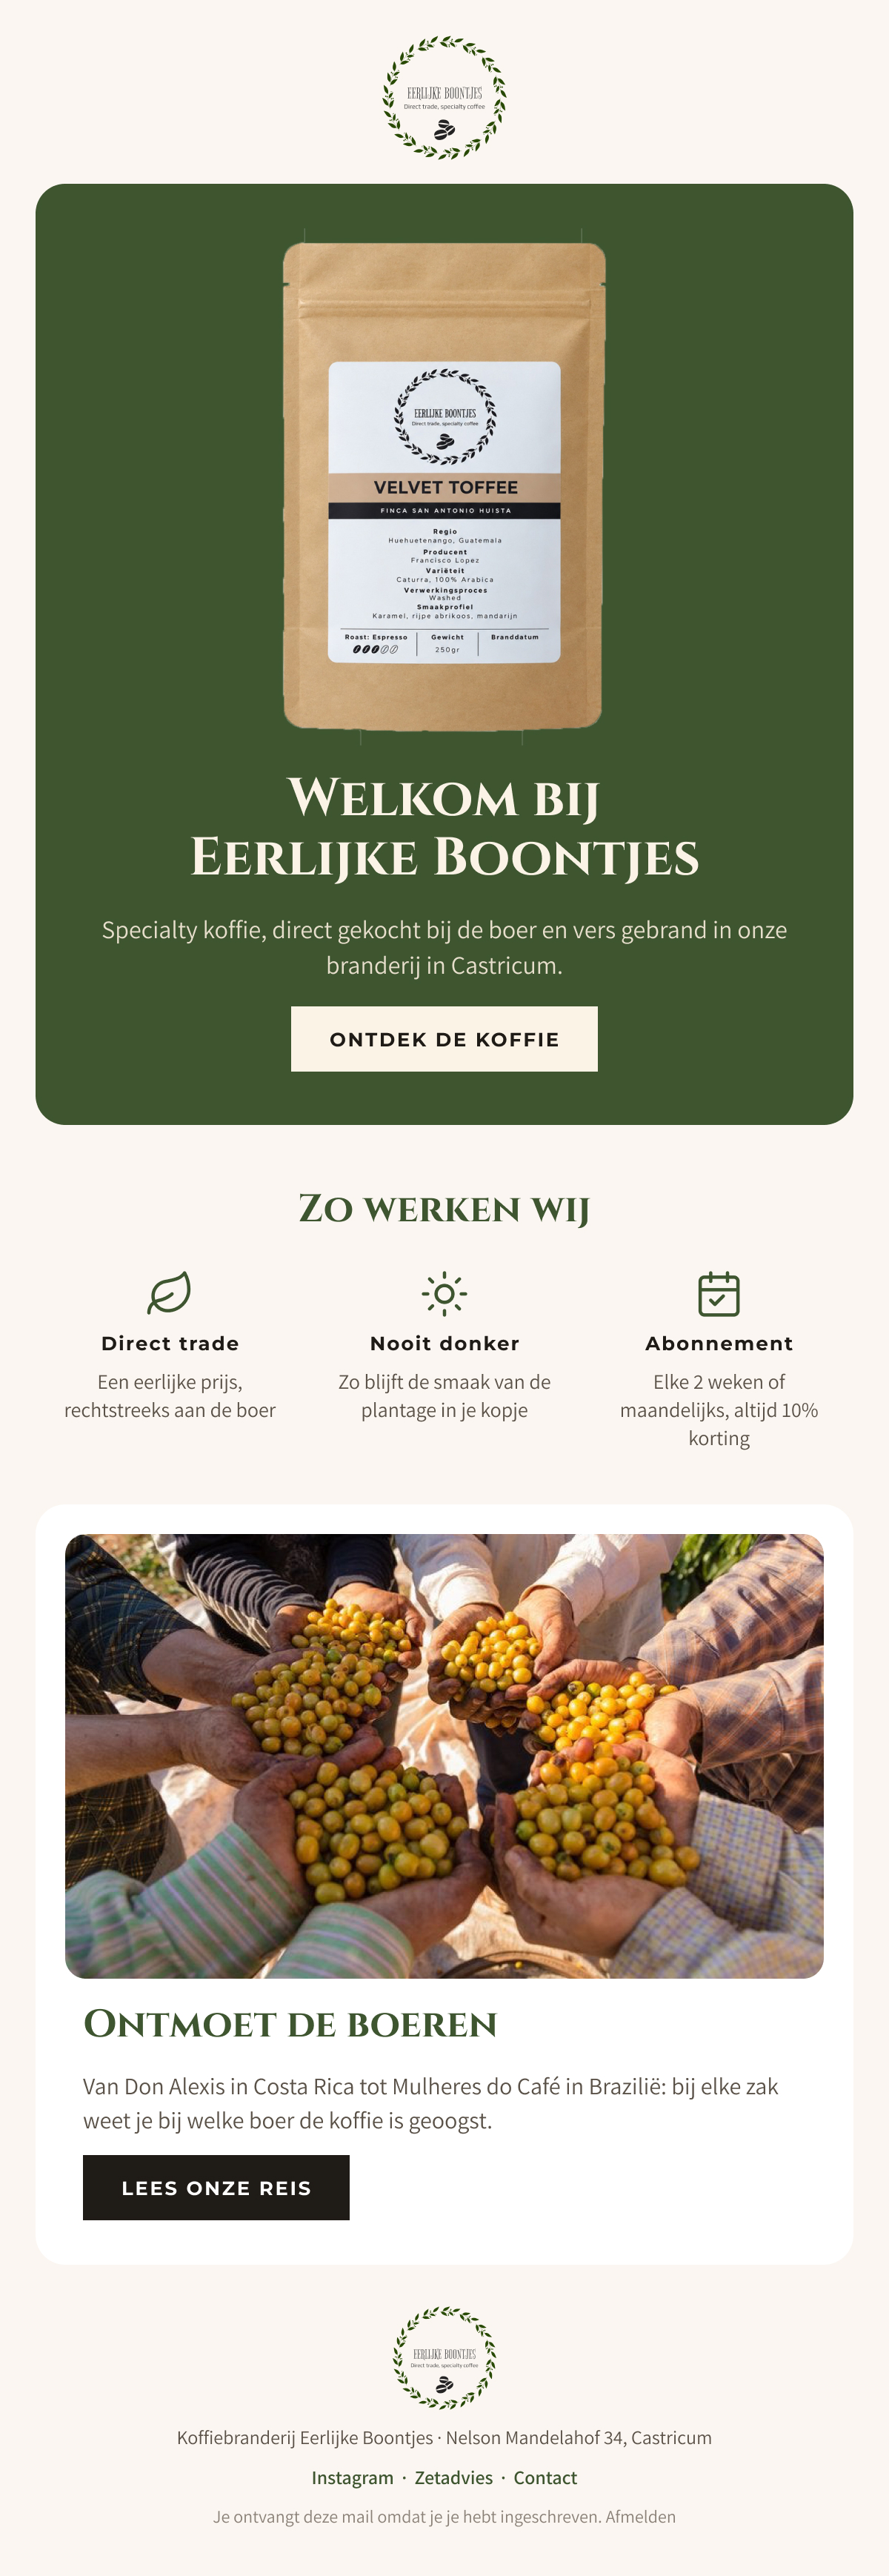 EERLIJKE BOONTJES
Direct trade, specialty coffee
EERLIJKE BOONTJES
Direct trade, specialty coffee
VELVET TOFFEE
FINCA SAN ANTONIO HUISTA
Regio
Huehuetenango, Guatemala
Producent
Francisco Lopez
Variëteit
Caturra, 100% Arabica
Verwerkingsproces
Washed
Smaakprofiel
Karamel, rijpe abrikoos, mandarijn
Roast: Espresso Gewicht Branddatum
250gr
Welkom bij
Eerlijke Boontjes
Specialty koffie, direct gekocht bij de boer en vers gebrand in onze
branderij in Castricum.
ONTDEK DE KOFFIE
Zo werken wij
Direct trade
Een eerlijke prijs,
rechtstreeks aan de boer
Nooit donker
Zo blijft de smaak van de
plantage in je kopje
Abonnement
Elke 2 weken of
maandelijks, altijd 10%
korting
Ontmoet de boeren
Van Don Alexis in Costa Rica tot Mulheres do Café in Brazilië: bij elke zak
weet je bij welke boer de koffie is geoogst.
LEES ONZE REIS
EERLIJKE BOONTJES
Direct trade, specialty coffee
Koffiebranderij Eerlijke Boontjes · Nelson Mandelahof 34, Castricum
Instagram · Zetadvies · Contact
Je ontvangt deze mail omdat je je hebt ingeschreven. Afmelden